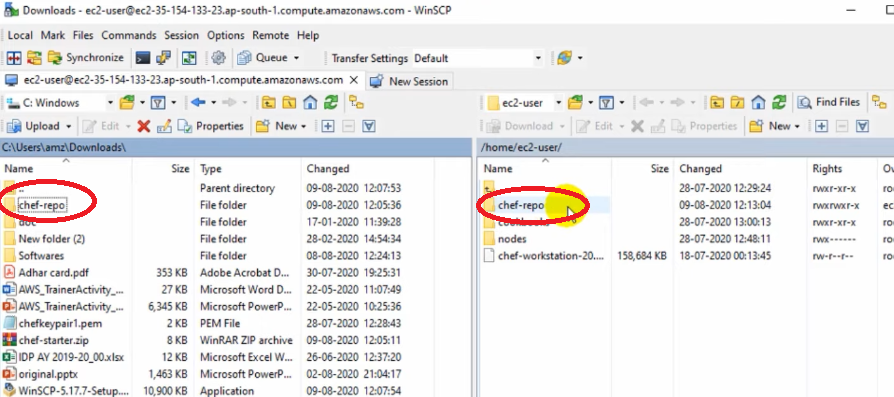 Downloads - ec2-user@ec2-35-154-133-23.ap-south-1.compute.amazonaws.com - WinSCP
Local Mark Files Commands Session Options Remote Help
Synchronize Queue Transfer Settings Default
ec2-user@ec2-35-154-133-23.ap-south-1.compute.amazonaws.com × New Session
C: Windows
Upload Edit Properties New
C:\Users\amz\Downloads\
Name Size Type Changed
.. Parent directory 09-08-2020 12:07:53
chef-repo File folder 09-08-2020 12:05:36
doc File folder 17-01-2020 11:39:28
New folder (2) File folder 28-02-2020 14:54:34
Softwares File folder 08-08-2020 12:24:13
Adhar card.pdf 353 KB Adobe Acrobat D... 30-07-2020 19:25:31
AWS_TrainerActivity_... 27 KB Microsoft Word D... 22-05-2020 11:07:49
AWS_TrainerActivity_... 6,345 KB Microsoft PowerP... 22-05-2020 10:25:36
chefkeypair1.pem 2 KB PEM File 28-07-2020 12:28:43
chef-starter.zip 8 KB WinRAR ZIP archive 09-08-2020 12:05:11
IDP AY 2019-20_00.xlsx 12 KB Microsoft Excel W... 26-06-2020 12:37:20
original.pptx 1,463 KB Microsoft PowerP... 02-08-2020 21:04:17
WinSCP-5.17.7-Setup.... 10,900 KB Application 09-08-2020 12:07:54
ec2-user Find Files
Download Edit Properties New
/home/ec2-user/
Name Size Changed Rights Ow
28-07-2020 12:29:24 rwxr-xr-x ro
chef-repo 09-08-2020 12:13:04 rwxrwxr-x ec
cookbooks 28-07-2020 13:00:13 rwxr-xr-x ro
nodes 28-07-2020 12:48:11 rwx------ ro
chef-workstation-20.... 158,684 KB 18-07-2020 00:13:45 rw-r--r-- ro